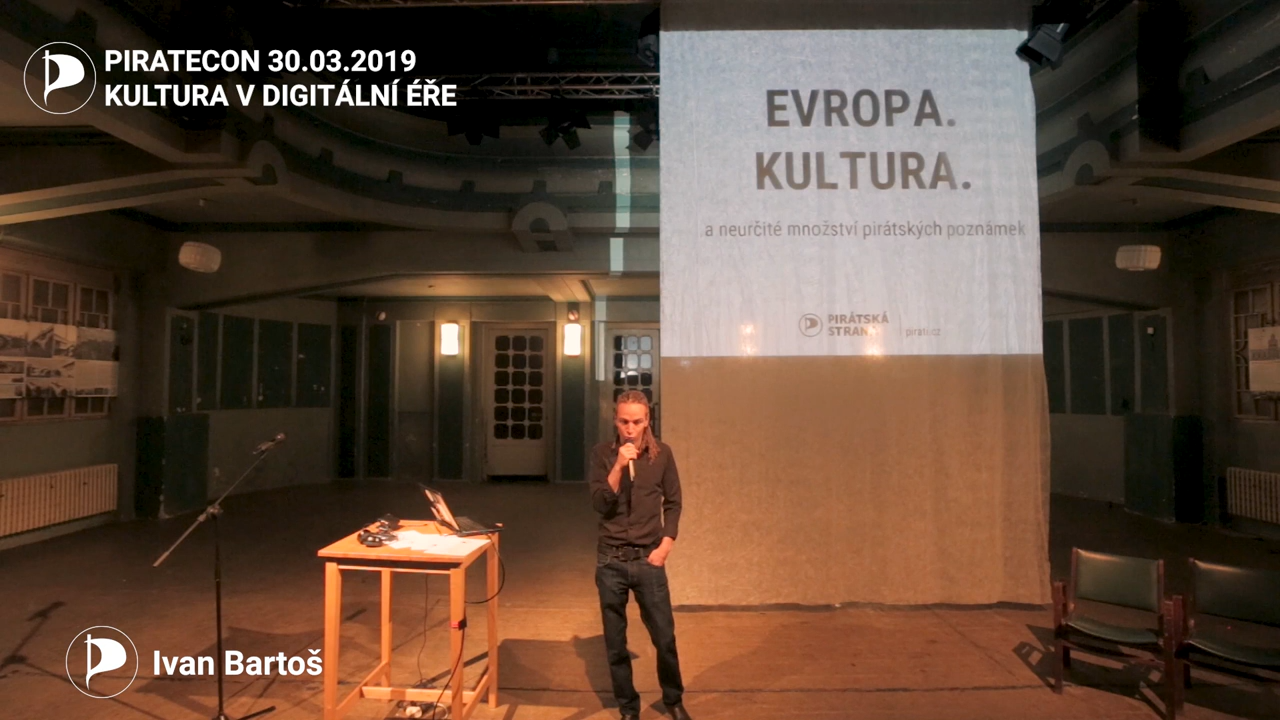 PIRATECON 30.03.2019
KULTURA V DIGITÁLNÍ ÉŘE
EVROPA.
KULTURA.
a neurčité množství pirátských poznámek
PIRÁTSKÁ
STRANA
pirati.cz
Ivan Bartoš